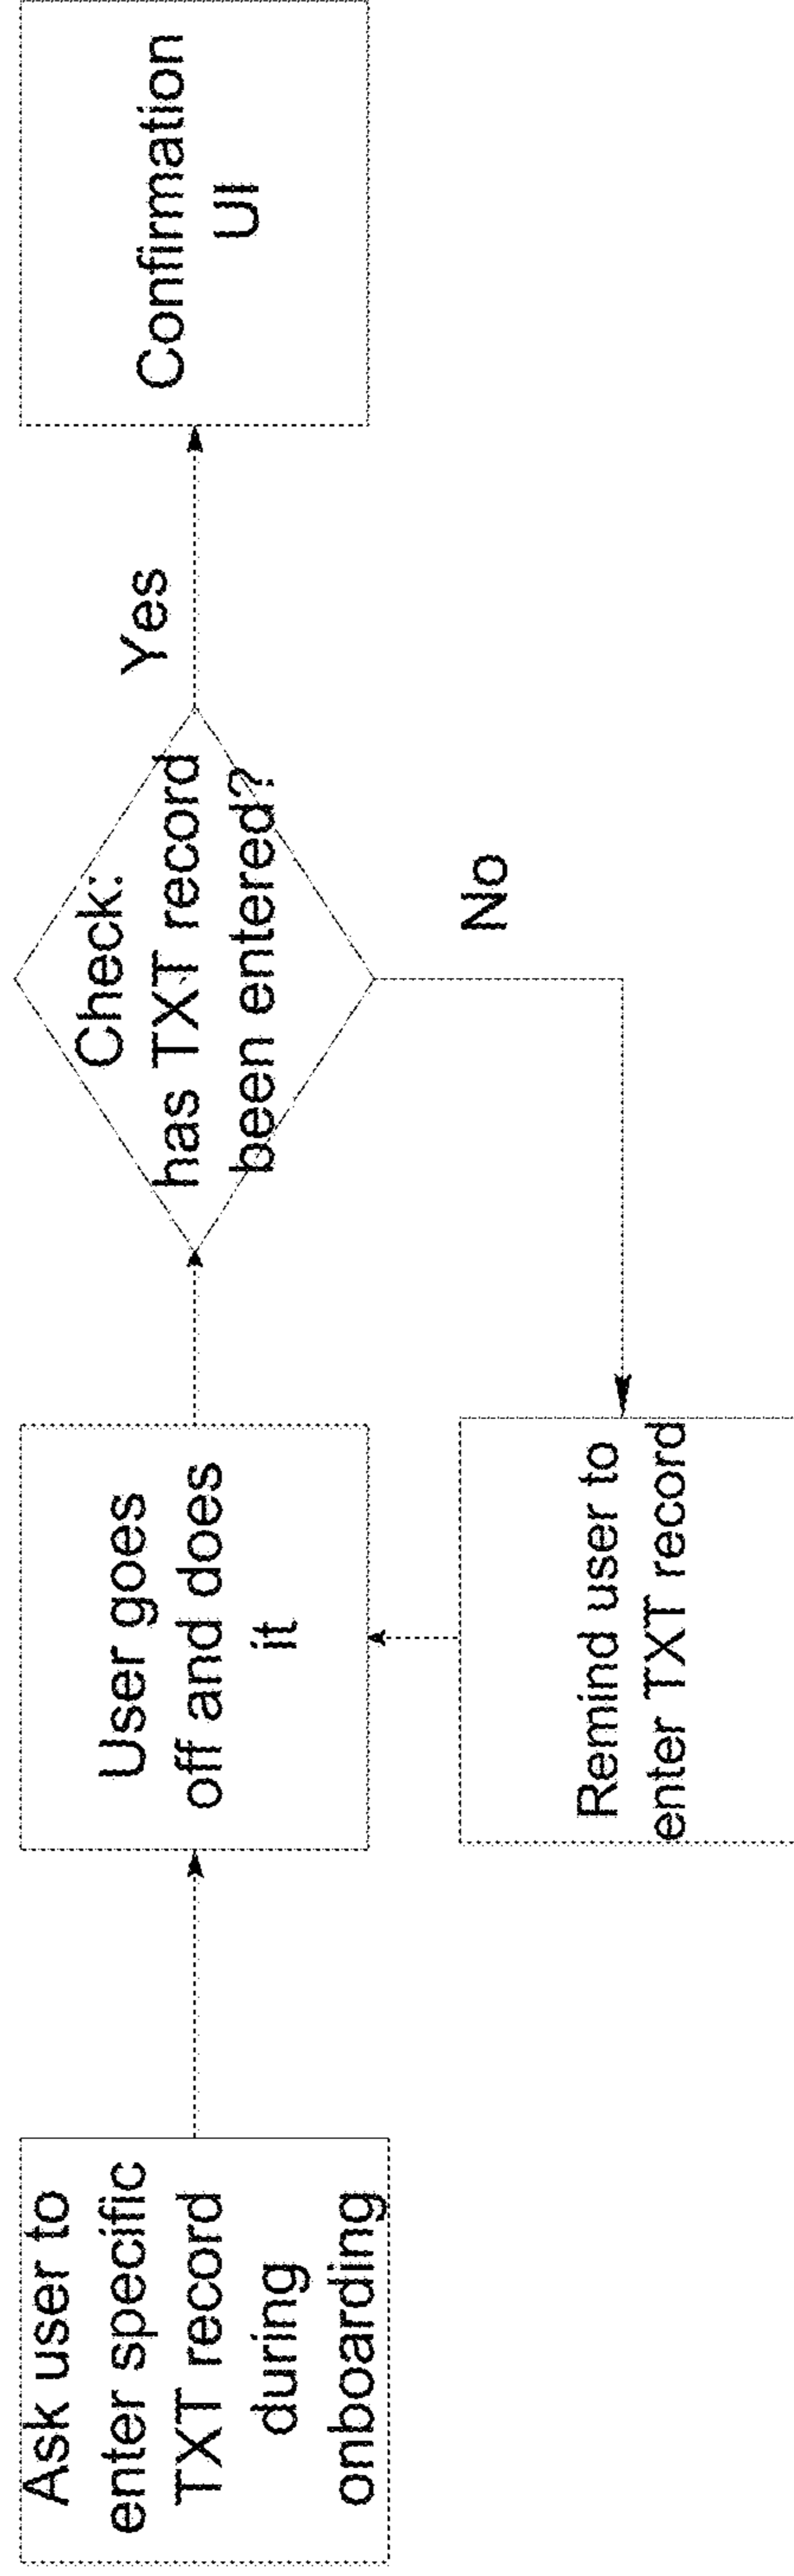 Ask user to
enter specific
TXT record
during
onboarding
User goes
off and does
it
Check:
has TXT record
been entered?
Yes
Confirmation
UI
No
Remind user to
enter TXT record